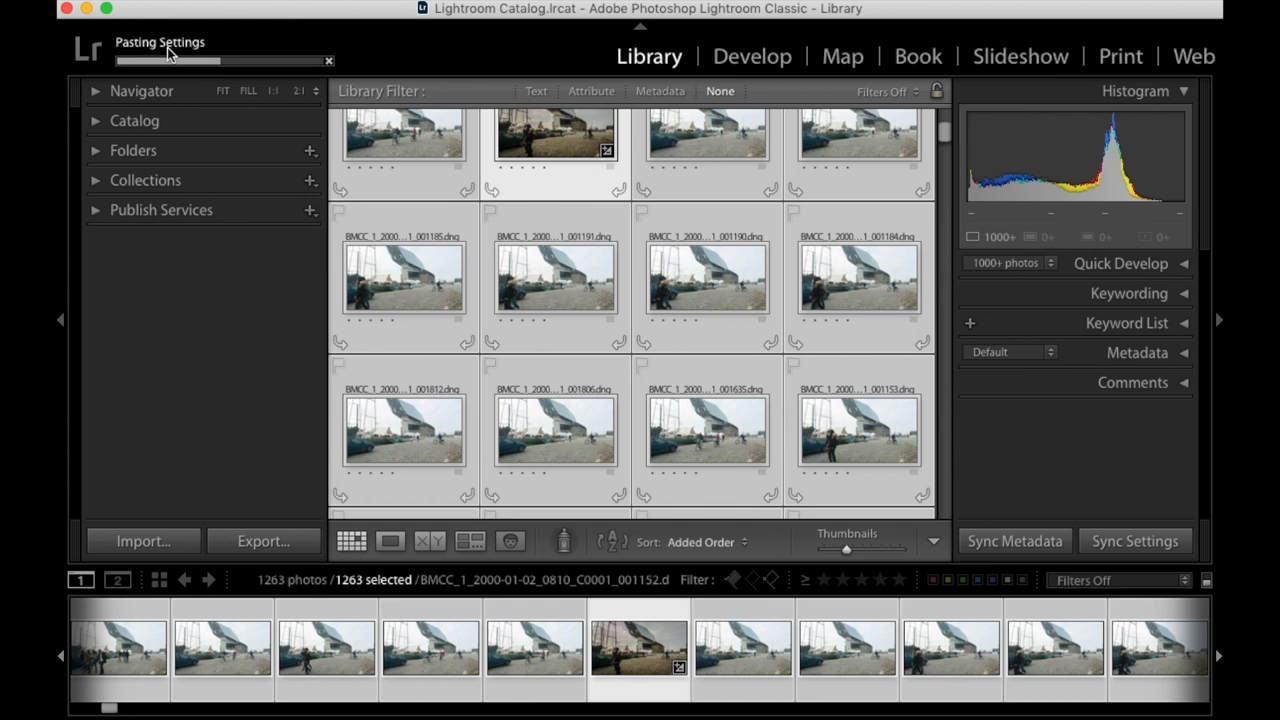 Lr Lightroom Catalog.lrcat - Adobe Photoshop Lightroom Classic - Library
Lr
Pasting Settings
Library | Develop | Map | Book | Slideshow | Print | Web
Navigator FIT FILL 1:1 2:1
Catalog
Folders
Collections
Publish Services
Library Filter : Text Attribute Metadata None Filters Off
BMCC_1_2000...1_001185.dng BMCC_1_2000...1_001191.dng BMCC_1_2000...1_001190.dng BMCC_1_2000...1_001184.dng
BMCC_1_2000...1_001812.dng BMCC_1_2000...1_001806.dng BMCC_1_2000...1_001635.dng BMCC_1_2000...1_001153.dng
Histogram
1000+ 0+ 0+ 0+
1000+ photos Quick Develop
Keywording
+ Keyword List
Default Metadata
Comments
Import... Export...
X Y Sort: Added Order Thumbnails
Sync Metadata Sync Settings
1 2 1263 photos / 1263 selected / BMCC_1_2000-01-02_0810_C0001_001152.d Filter : ≥ Filters Off